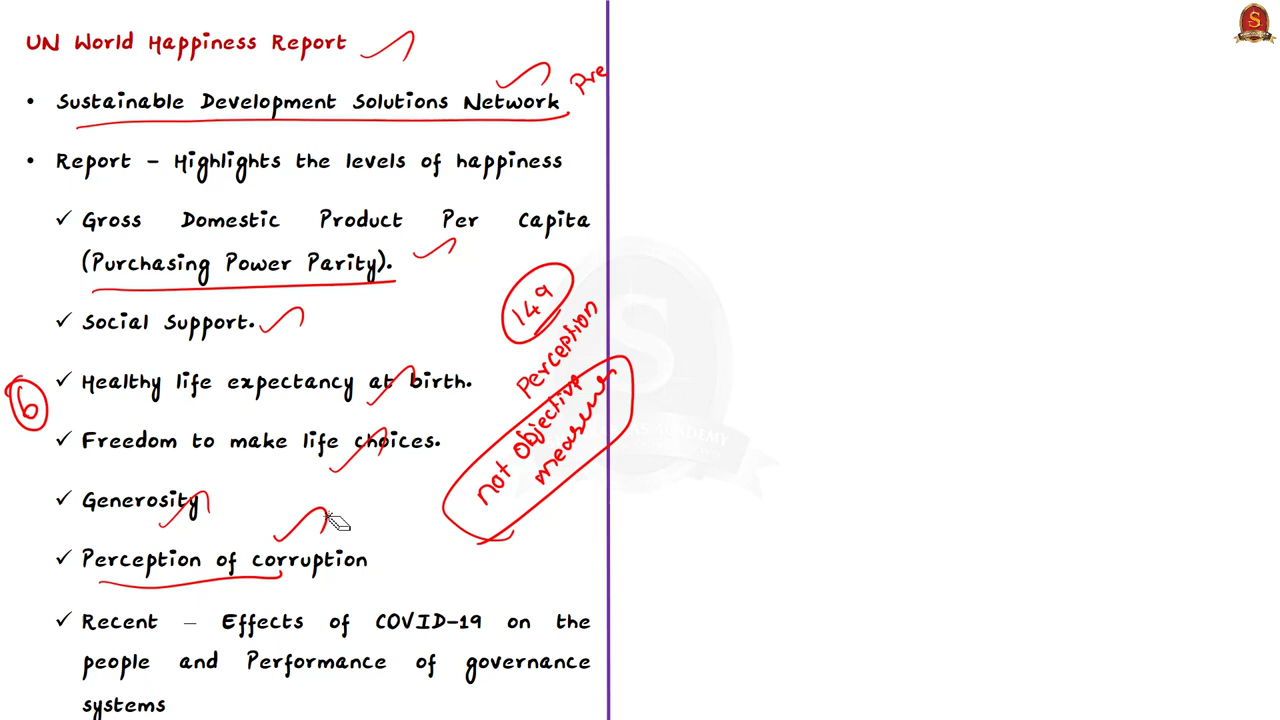 UN World Happiness Report
• Sustainable Development Solutions Network
Pre
• Report – Highlights the levels of happiness
✓ Gross Domestic Product Per Capita
(Purchasing Power Parity).
✓ Social Support.
149
Perception
not Objective
measures
✓ Healthy life expectancy at birth.
6
✓ Freedom to make life choices.
✓ Generosity
✓ Perception of corruption
✓ Recent – Effects of COVID-19 on the
people and Performance of governance
systems